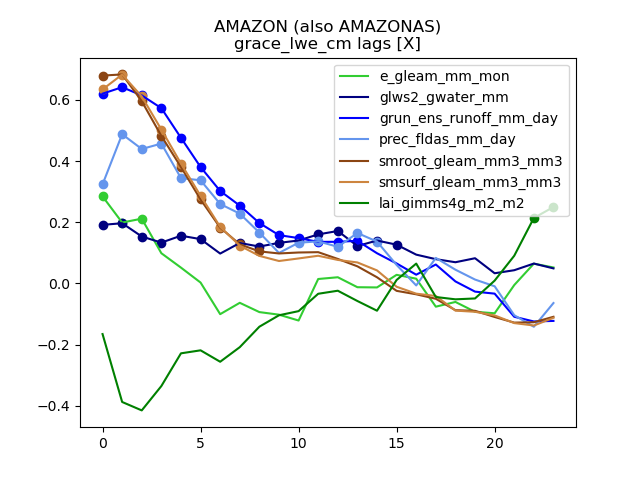 AMAZON (also AMAZONAS)
grace_lwe_cm lags [X]
e_gleam_mm_mon
glws2_gwater_mm
grun_ens_runoff_mm_day
prec_fldas_mm_day
smroot_gleam_mm3_mm3
smsurf_gleam_mm3_mm3
lai_gimms4g_m2_m2
0.6
0.4
0.2
0.0
−0.2
−0.4
0 5 10 15 20